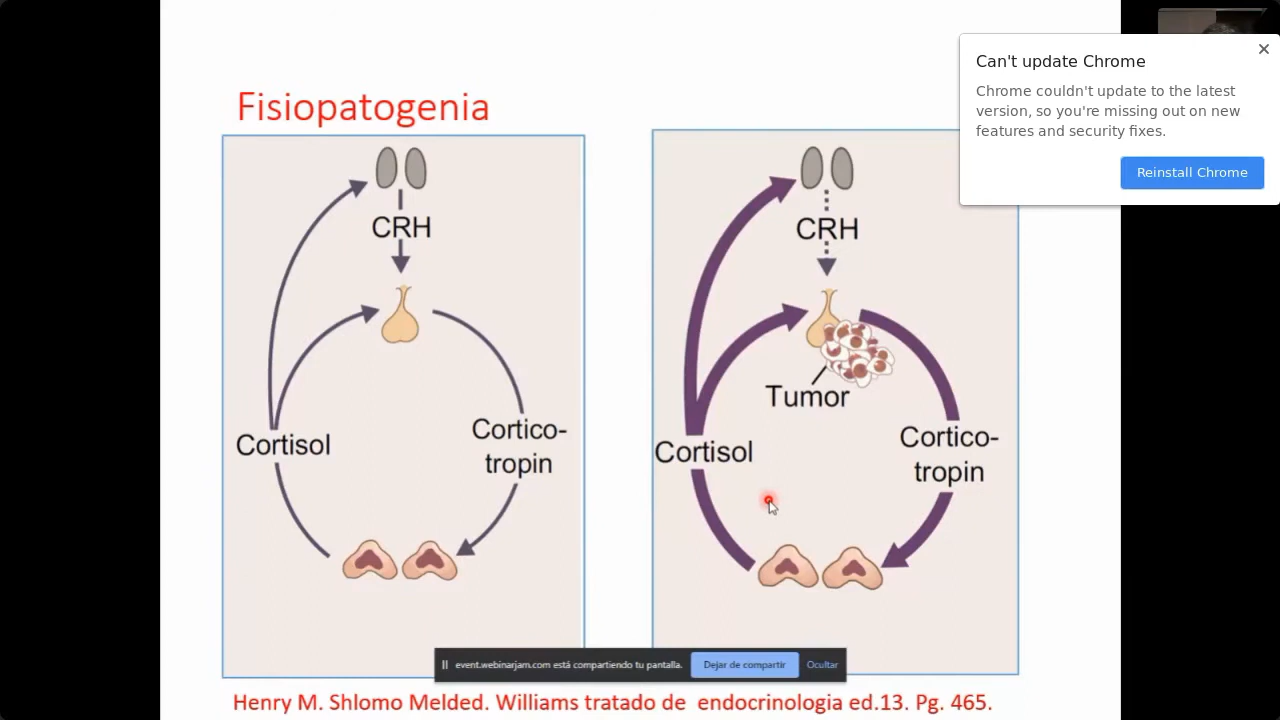 Can't update Chrome
Chrome couldn't update to the latest
version, so you're missing out on new
features and security fixes.
Reinstall Chrome
Fisiopatogenia
CRH
Cortisol
Cortico-
tropin
CRH
Tumor
Cortisol
Cortico-
tropin
event.webinarjam.com está compartiendo tu pantalla.
Dejar de compartir
Ocultar
Henry M. Shlomo Melded. Williams tratado de endocrinologia ed.13. Pg. 465.